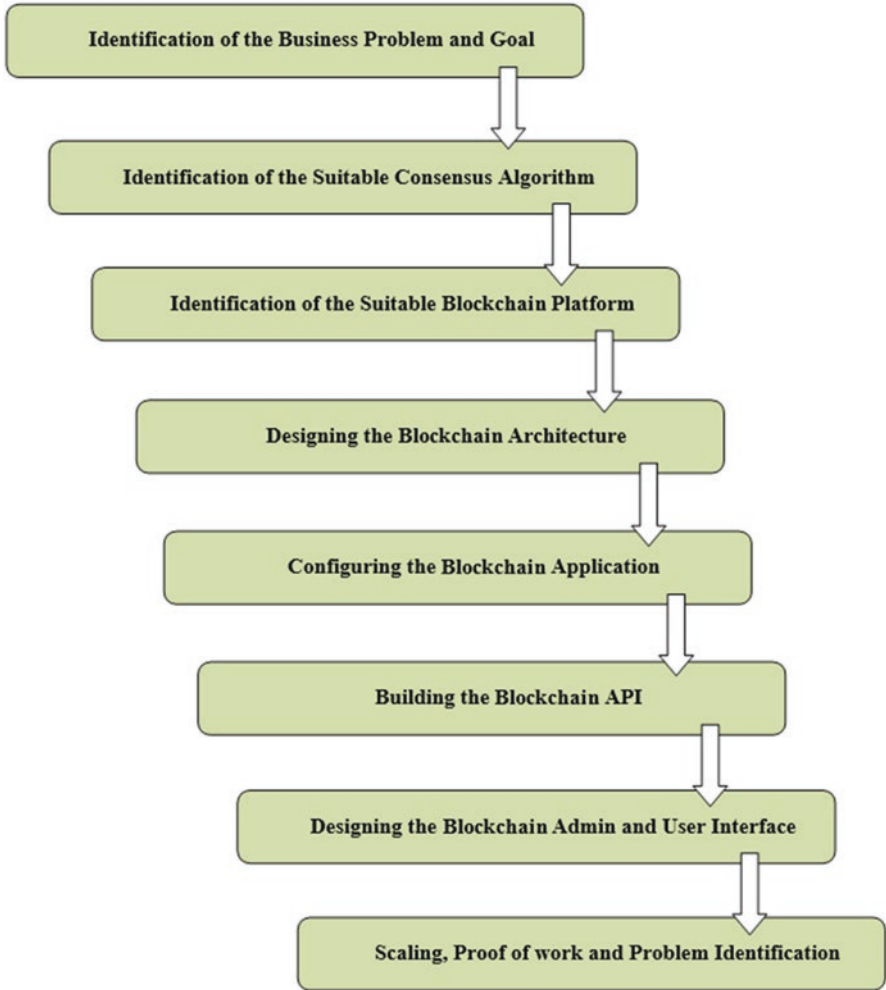 Identification of the Business Problem and Goal
Identification of the Suitable Consensus Algorithm
Identification of the Suitable Blockchain Platform
Designing the Blockchain Architecture
Configuring the Blockchain Application
Building the Blockchain API
Designing the Blockchain Admin and User Interface
Scaling, Proof of work and Problem Identification